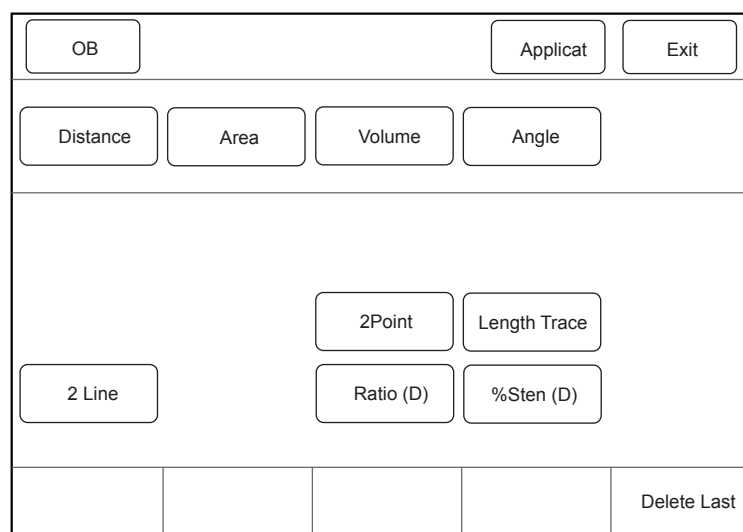 OB Applicat Exit
Distance Area Volume Angle
2Point Length Trace
2 Line Ratio (D) %Sten (D)
Delete Last